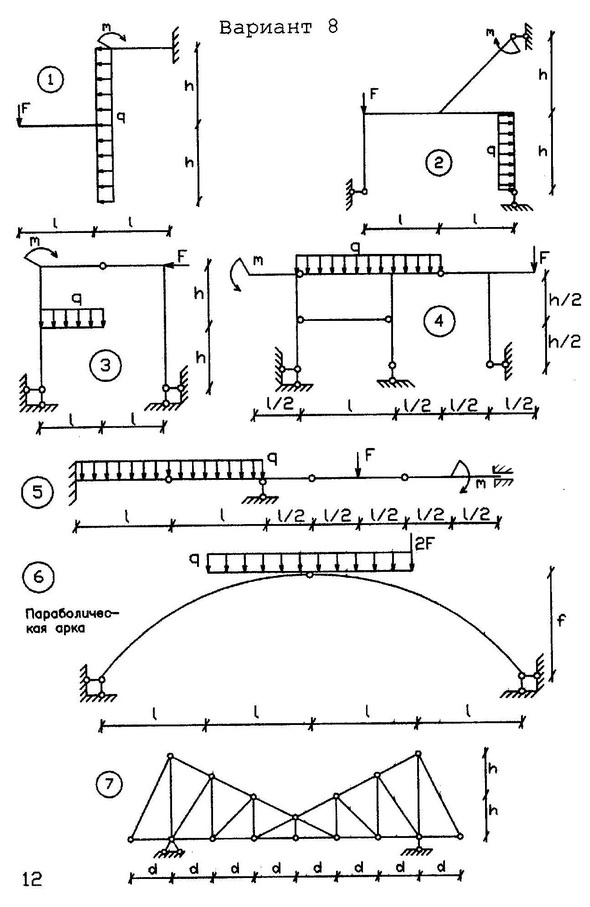 Вариант 8
m
1
h
F
q
h
l
l
m
F
h
2
q
h
l
l
m
F
q
h
3
h
l
l
q
m
F
4
h/2
h/2
l/2
l
l/2
l/2
l/2
q
F
5
m
l
l
l/2
l/2
l/2
l/2
l/2
q
2F
6
Параболичес-
кая арка
f
l
l
l
l
7
h
h
d
d
d
d
d
d
d
d
12